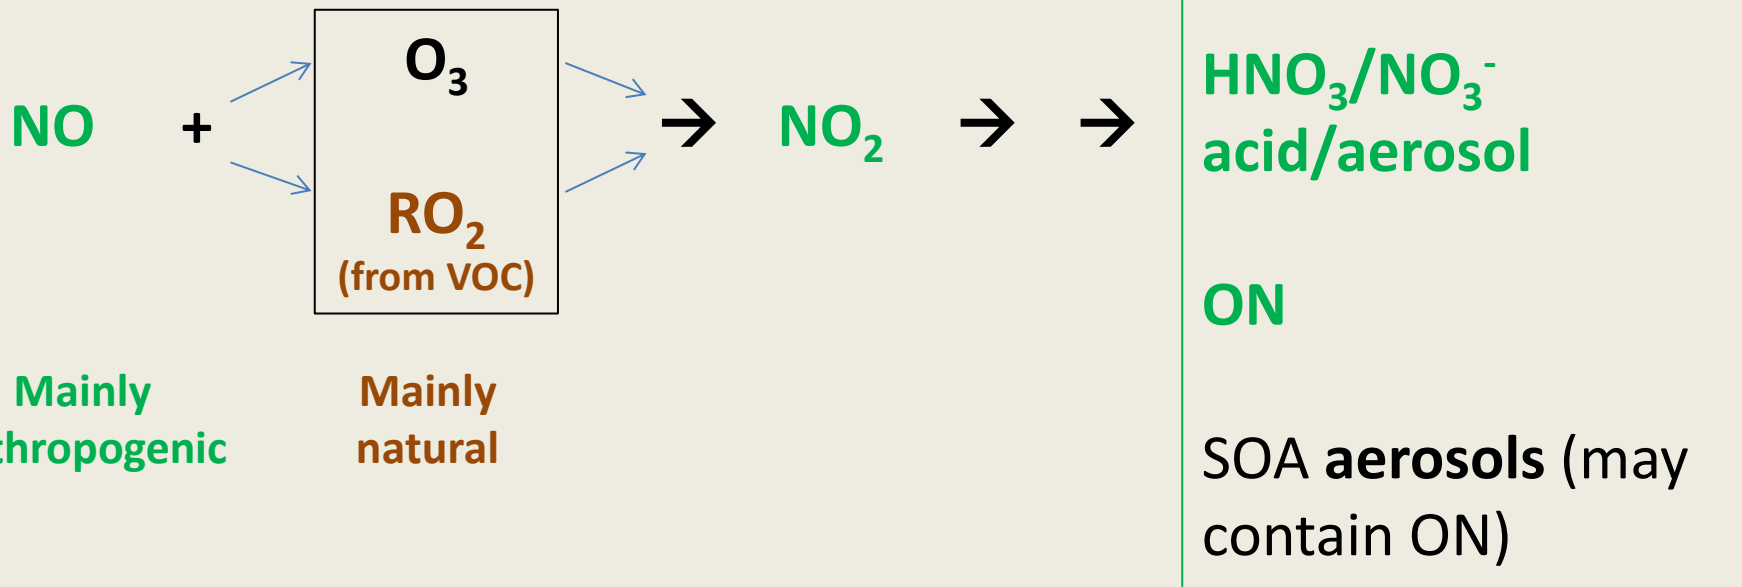 NO + O₃ → NO₂ → → HNO₃/NO₃⁻
acid/aerosol
RO₂
(from VOC)
ON
Mainly
thropogenic
Mainly
natural
SOA aerosols (may
contain ON)